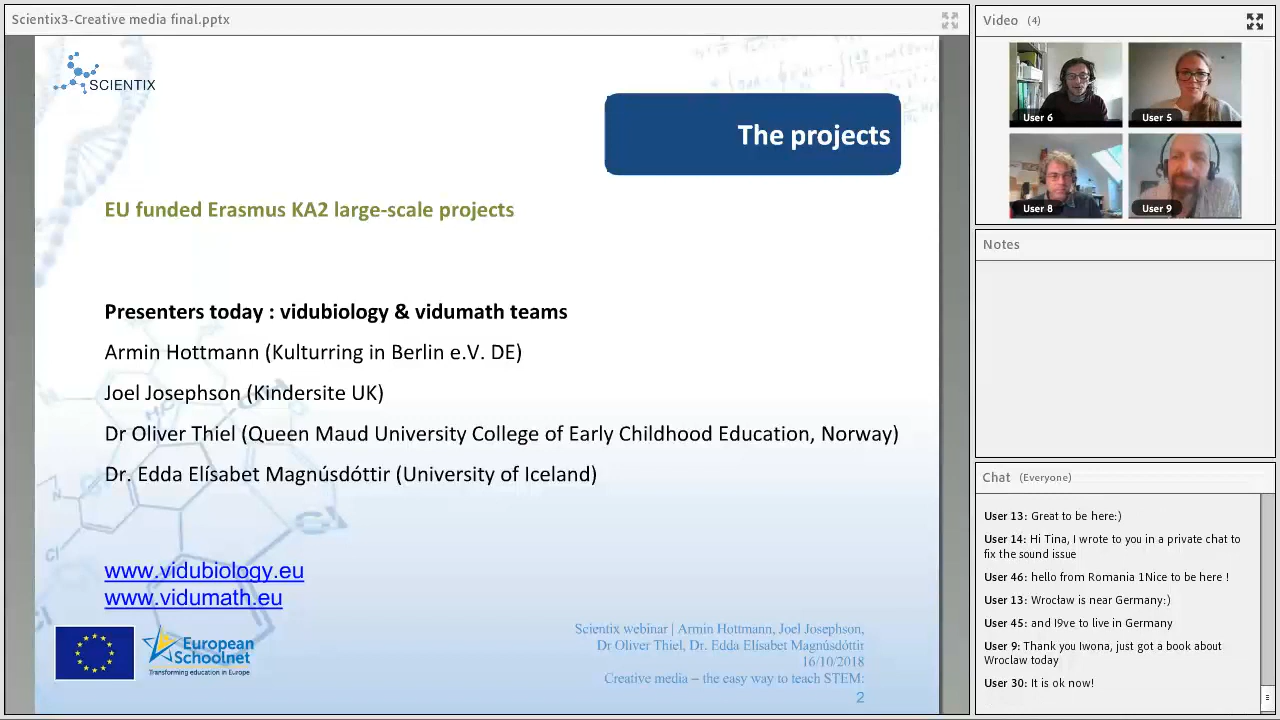 Scientix3-Creative media final.pptx
SCIENTIX
The projects
EU funded Erasmus KA2 large-scale projects
Presenters today : vidubiology & vidumath teams
Armin Hottmann (Kulturring in Berlin e.V. DE)
Joel Josephson (Kindersite UK)
Dr Oliver Thiel (Queen Maud University College of Early Childhood Education, Norway)
Dr. Edda Elísabet Magnúsdóttir (University of Iceland)
www.vidubiology.eu
www.vidumath.eu
European
Schoolnet
Transforming education in Europe
Scientix webinar | Armin Hottmann, Joel Josephson,
Dr Oliver Thiel, Dr. Edda Elísabet Magnúsdóttir
16/10/2018
Creative media – the easy way to teach STEM:
2
Video (4)
User 6
User 5
User 8
User 9
Notes
Chat (Everyone)
User 13: Great to be here:)
User 14: Hi Tina, I wrote to you in a private chat to
fix the sound issue
User 46: hello from Romania 1Nice to be here !
User 13: Wrocław is near Germany:)
User 45: and I9ve to live in Germany
User 9: Thank you Iwona, just got a book about
Wroclaw today
User 30: It is ok now!